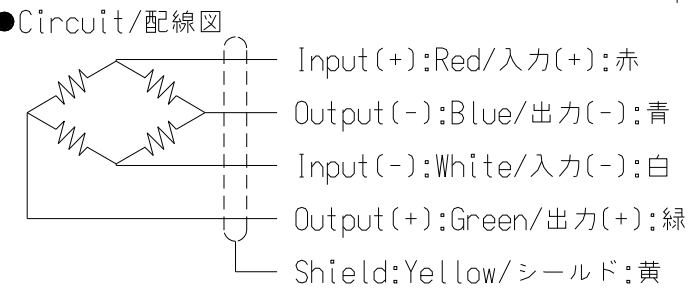 ●Circuit/配線図
Input(+):Red/入力(+):赤
Output(-):Blue/出力(-):青
Input(-):White/入力(-):白
Output(+):Green/出力(+):緑
Shield:Yellow/シールド:黄